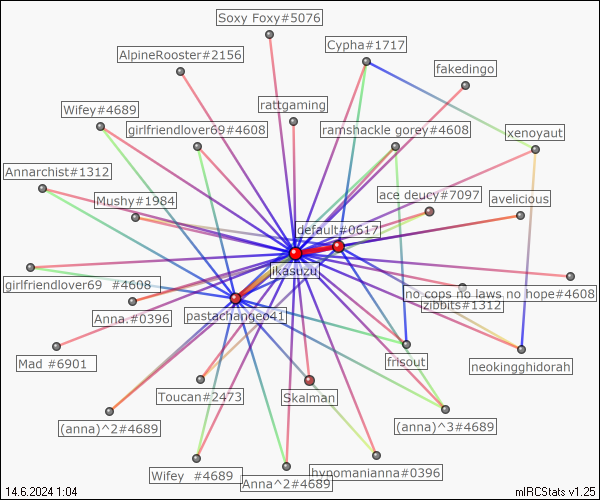 Soxy Foxy#5076
Cypha#1717
AlpineRooster#2156
fakedingo
rattgaming
Wifey#4689
girlfriendlover69#4608
ramshackle gorey#4608
xenoyaut
Annarchist#1312
Mushy#1984
ace deucy#7097
avelicious
default#0617
ikasuzu
girlfriendlover69  #4608
no cops no laws no hope#4608
zibbits#1312
Anna.#0396
pastachangeo41
Mad #6901
frisout
neokingghidorah
Toucan#2473
Skalman
(anna)^2#4689
(anna)^3#4689
Wifey  #4689
Anna^2#4689
hypomanianna#0396
14.6.2024 1:04
mIRCStats v1.25